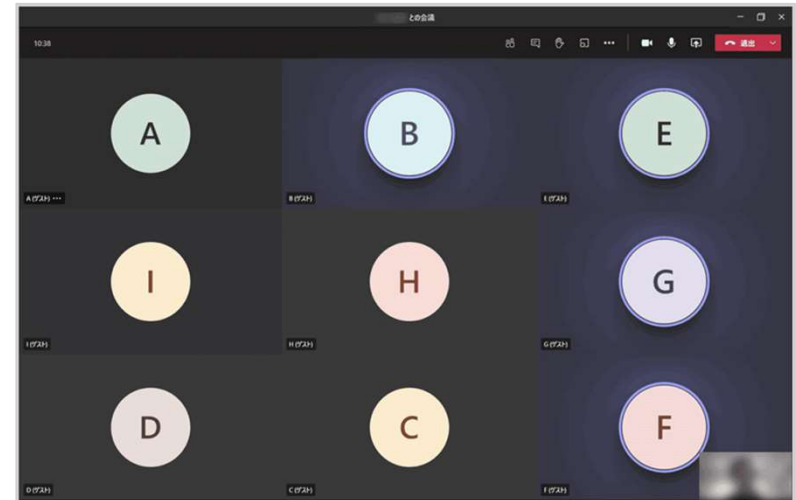 との会議
10:38
退出
A
B
E
A (ゲスト)
B (ゲスト)
E (ゲスト)
I
H
G
I (ゲスト)
H (ゲスト)
G (ゲスト)
D
C
F
D (ゲスト)
C (ゲスト)
F (ゲスト)